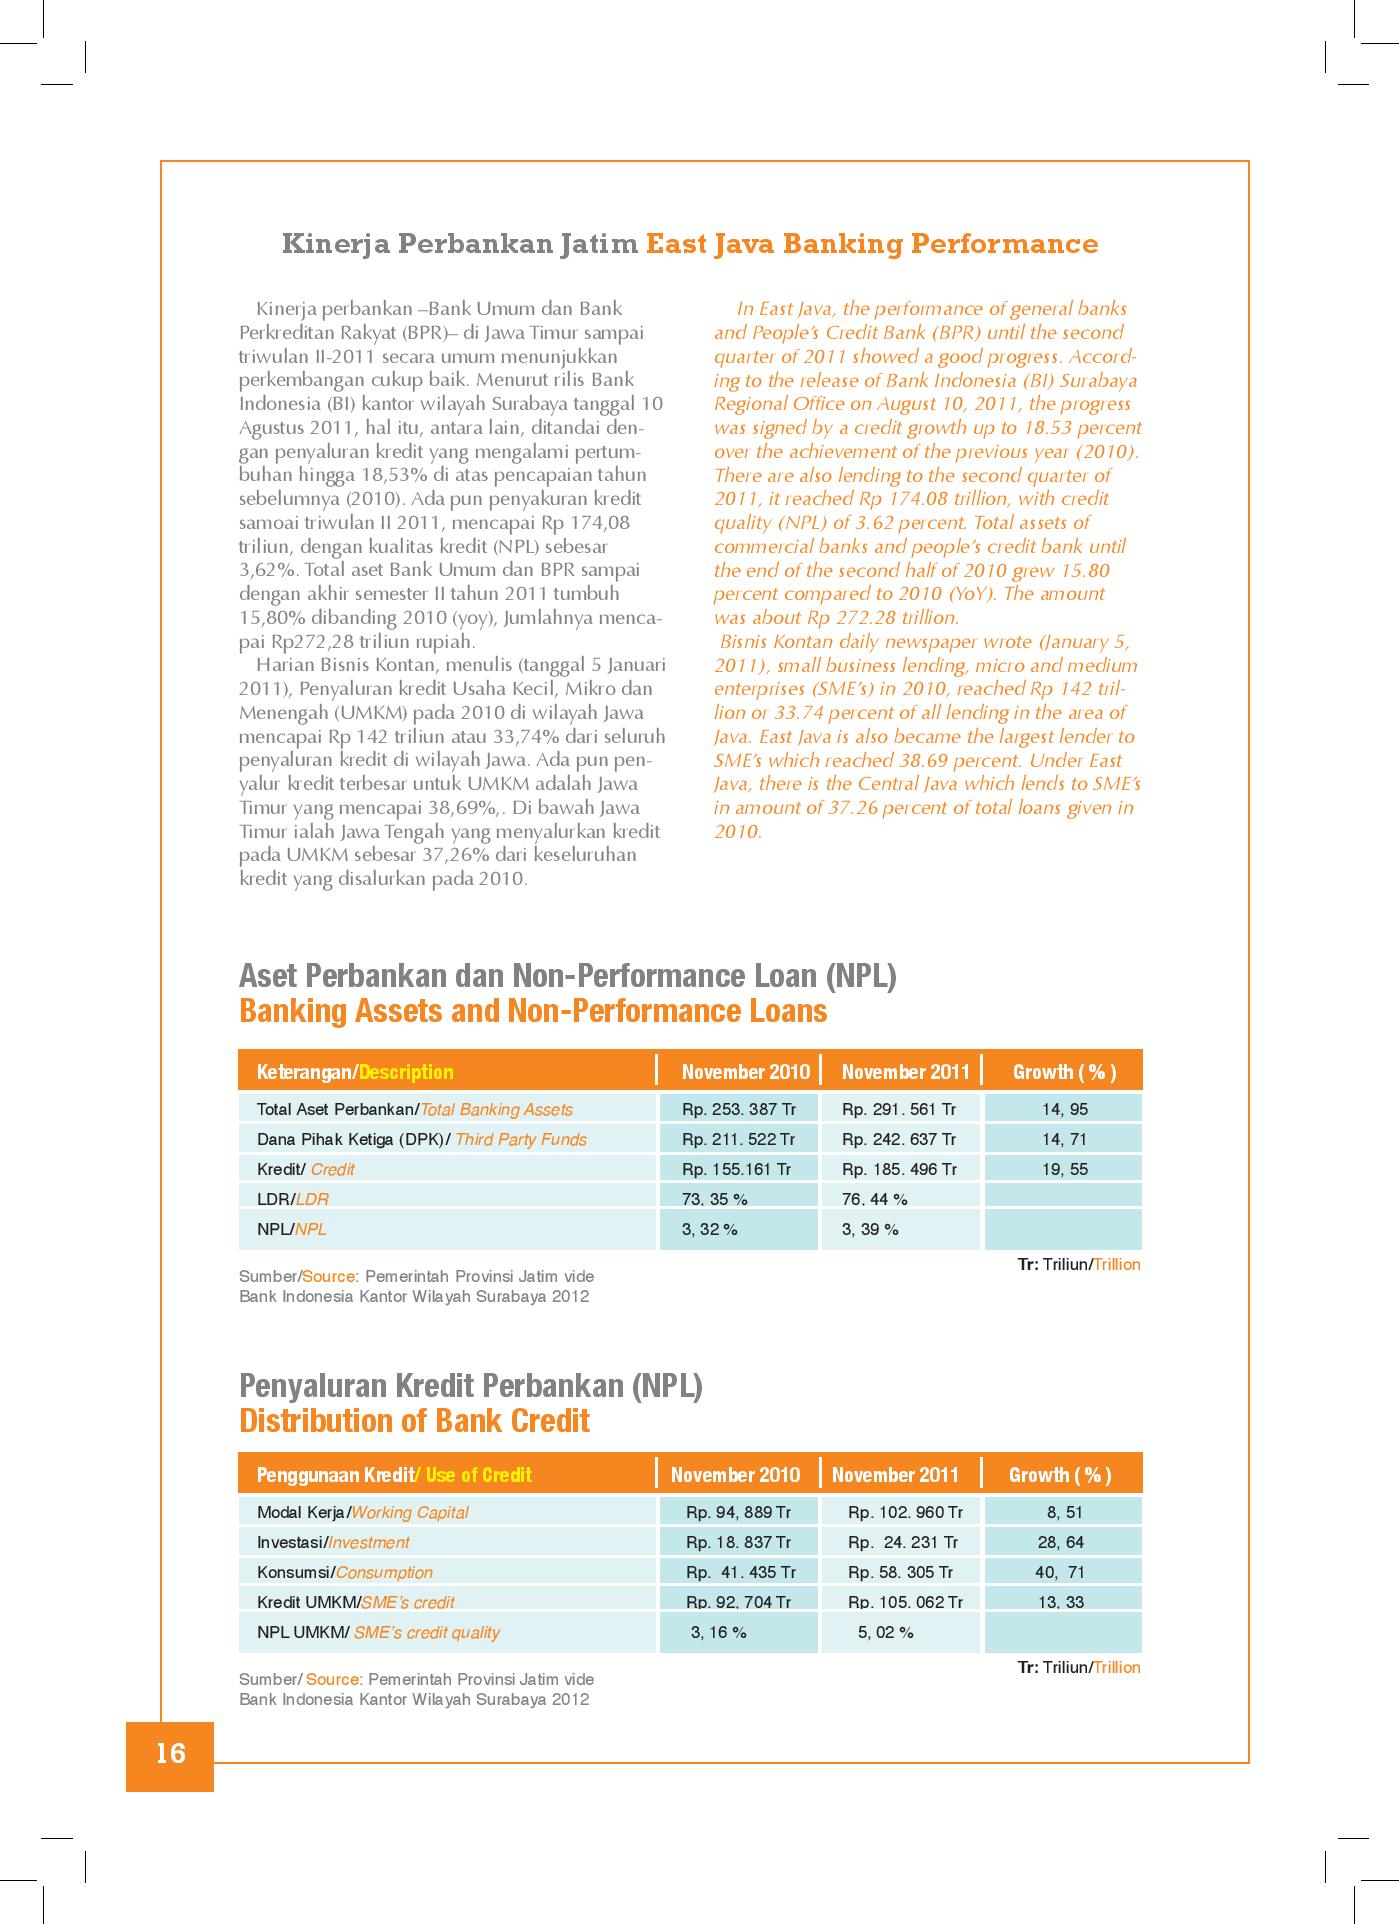 Kinerja Perbankan Jatim East Java Banking Performance
Kinerja perbankan –Bank Umum dan Bank
Perkreditan Rakyat (BPR)– di Jawa Timur sampai
triwulan II-2011 secara umum menunjukkan
perkembangan cukup baik. Menurut rilis Bank
Indonesia (BI) kantor wilayah Surabaya tanggal 10
Agustus 2011, hal itu, antara lain, ditandai den-
gan penyaluran kredit yang mengalami pertum-
buhan hingga 18,53% di atas pencapaian tahun
sebelumnya (2010). Ada pun penyakuran kredit
samoai triwulan II 2011, mencapai Rp 174,08
triliun, dengan kualitas kredit (NPL) sebesar
3,62%. Total aset Bank Umum dan BPR sampai
dengan akhir semester II tahun 2011 tumbuh
15,80% dibanding 2010 (yoy), Jumlahnya menca-
pai Rp272,28 triliun rupiah.
Harian Bisnis Kontan, menulis (tanggal 5 Januari
2011), Penyaluran kredit Usaha Kecil, Mikro dan
Menengah (UMKM) pada 2010 di wilayah Jawa
mencapai Rp 142 triliun atau 33,74% dari seluruh
penyaluran kredit di wilayah Jawa. Ada pun pen-
yalur kredit terbesar untuk UMKM adalah Jawa
Timur yang mencapai 38,69%,. Di bawah Jawa
Timur ialah Jawa Tengah yang menyalurkan kredit
pada UMKM sebesar 37,26% dari keseluruhan
kredit yang disalurkan pada 2010.
In East Java, the performance of general banks
and People's Credit Bank (BPR) until the second
quarter of 2011 showed a good progress. Accord-
ing to the release of Bank Indonesia (BI) Surabaya
Regional Office on August 10, 2011, the progress
was signed by a credit growth up to 18.53 percent
over the achievement of the previous year (2010).
There are also lending to the second quarter of
2011, it reached Rp 174.08 trillion, with credit
quality (NPL) of 3.62 percent. Total assets of
commercial banks and people's credit bank until
the end of the second half of 2010 grew 15.80
percent compared to 2010 (YoY). The amount
was about Rp 272.28 trillion.
Bisnis Kontan daily newspaper wrote (January 5,
2011), small business lending, micro and medium
enterprises (SME's) in 2010, reached Rp 142 tril-
lion or 33.74 percent of all lending in the area of
Java. East Java is also became the largest lender to
SME's which reached 38.69 percent. Under East
Java, there is the Central Java which lends to SME's
in amount of 37.26 percent of total loans given in
2010.
Aset Perbankan dan Non-Performance Loan (NPL)
Banking Assets and Non-Performance Loans
Keterangan/Description November 2010 November 2011 Growth ( % )
Total Aset Perbankan/Total Banking Assets Rp. 253. 387 Tr Rp. 291. 561 Tr 14, 95
Dana Pihak Ketiga (DPK)/ Third Party Funds Rp. 211. 522 Tr Rp. 242. 637 Tr 14, 71
Kredit/ Credit Rp. 155.161 Tr Rp. 185. 496 Tr 19, 55
LDR/LDR 73, 35 % 76, 44 %
NPL/NPL 3, 32 % 3, 39 %
Tr: Triliun/Trillion
Sumber/Source: Pemerintah Provinsi Jatim vide
Bank Indonesia Kantor Wilayah Surabaya 2012
Penyaluran Kredit Perbankan (NPL)
Distribution of Bank Credit
Penggunaan Kredit/ Use of Credit November 2010 November 2011 Growth ( % )
Modal Kerja/Working Capital Rp. 94, 889 Tr Rp. 102. 960 Tr 8, 51
Investasi/Investment Rp. 18. 837 Tr Rp. 24. 231 Tr 28, 64
Konsumsi/Consumption Rp. 41. 435 Tr Rp. 58. 305 Tr 40, 71
Kredit UMKM/SME's credit Rp. 92, 704 Tr Rp. 105. 062 Tr 13, 33
NPL UMKM/ SME's credit quality 3, 16 % 5, 02 %
Tr: Triliun/Trillion
Sumber/ Source: Pemerintah Provinsi Jatim vide
Bank Indonesia Kantor Wilayah Surabaya 2012
16